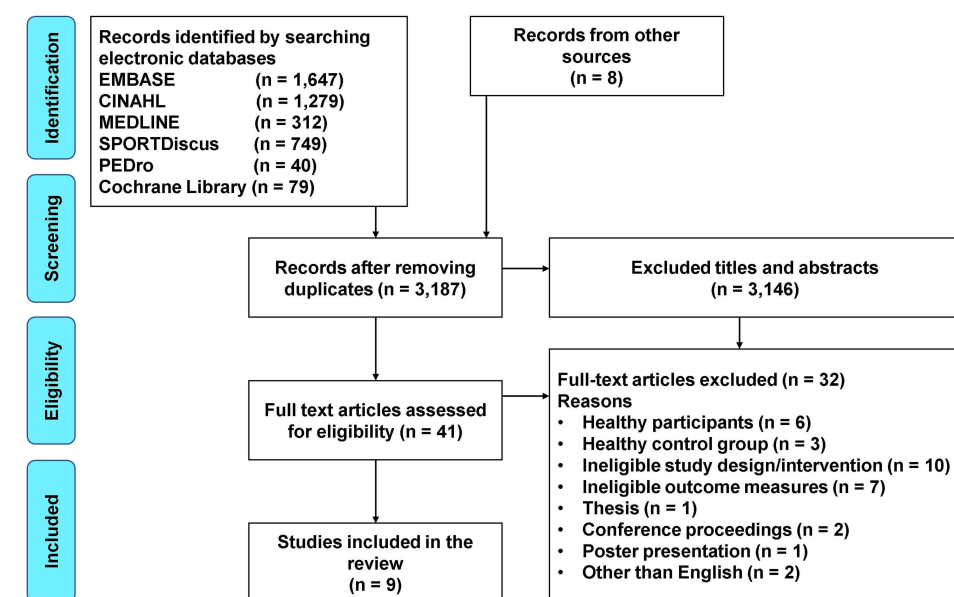 Identification
Records identified by searching
electronic databases
EMBASE (n = 1,647)
CINAHL (n = 1,279)
MEDLINE (n = 312)
SPORTDiscus (n = 749)
PEDro (n = 40)
Cochrane Library (n = 79)
Records from other
sources
(n = 8)
Screening
Records after removing
duplicates (n = 3,187)
Excluded titles and abstracts
(n = 3,146)
Eligibility
Full text articles assessed
for eligibility (n = 41)
Full-text articles excluded (n = 32)
Reasons
• Healthy participants (n = 6)
• Healthy control group (n = 3)
• Ineligible study design/intervention (n = 10)
• Ineligible outcome measures (n = 7)
• Thesis (n = 1)
• Conference proceedings (n = 2)
• Poster presentation (n = 1)
• Other than English (n = 2)
Included
Studies included in the
review
(n = 9)